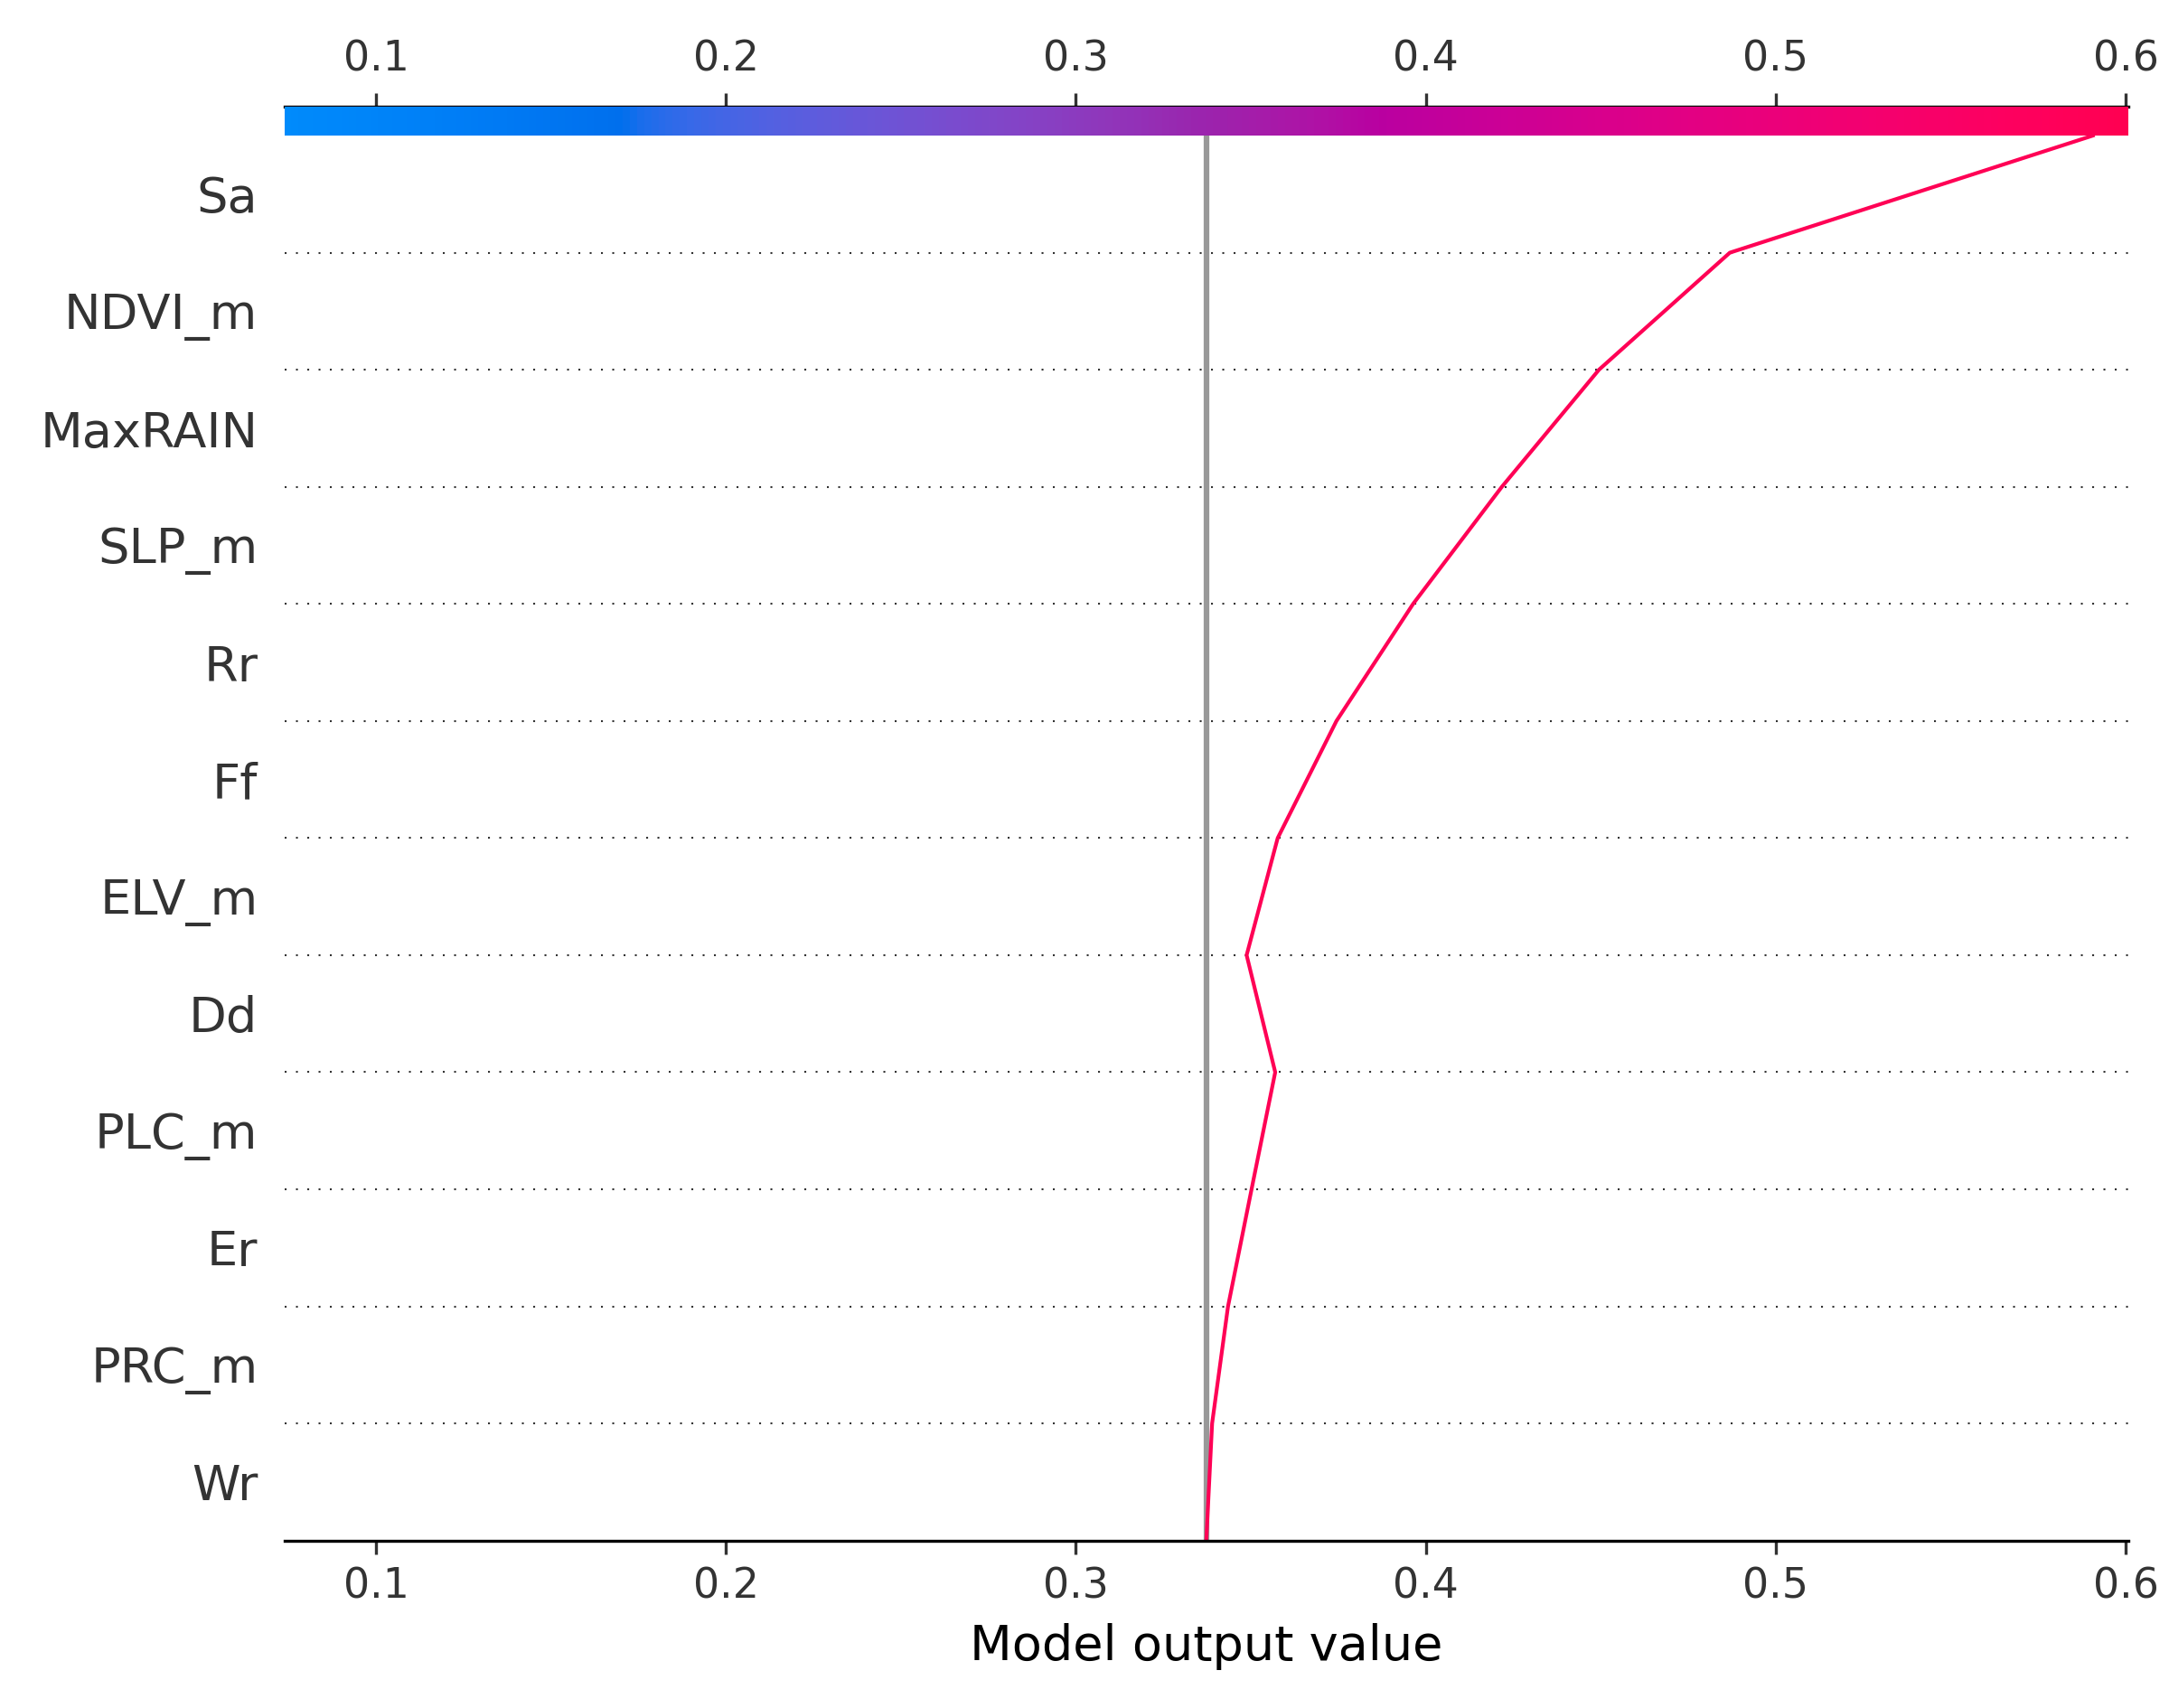 0.1 0.2 0.3 0.4 0.5 0.6
Sa
NDVI_m
MaxRAIN
SLP_m
Rr
Ff
ELV_m
Dd
PLC_m
Er
PRC_m
Wr
0.1 0.2 0.3 0.4 0.5 0.6
Model output value